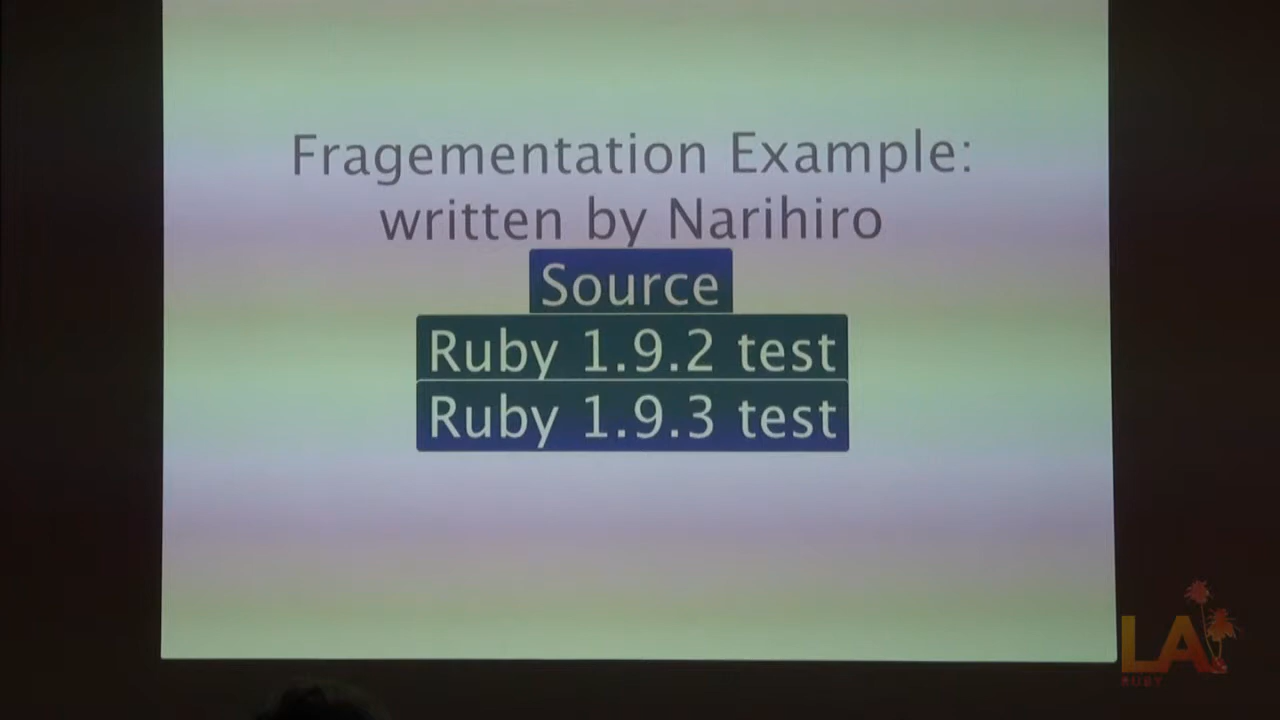 Fragementation Example:
written by Narihiro
Source
Ruby 1.9.2 test
Ruby 1.9.3 test
LA
RUBY